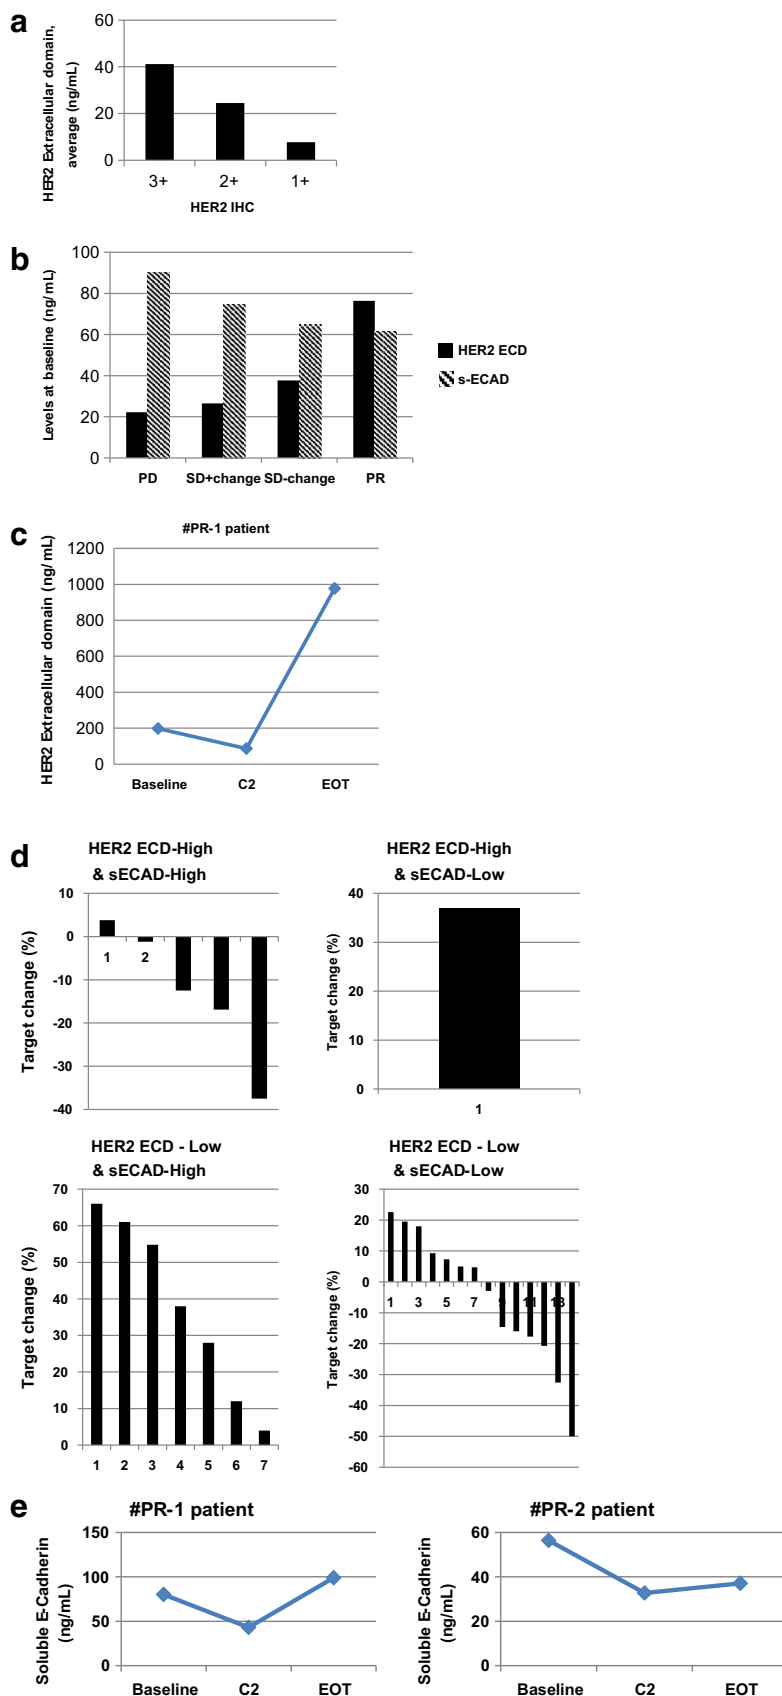 a
HER2 Extracellular domain,
average (ng/mL)
60
40
20
0
3+ 2+ 1+
HER2 IHC
b
Levels at baseline (ng/mL)
100
80
60
40
20
0
PD SD+change SD-change PR
HER2 ECD
s-ECAD
c
#PR-1 patient
HER2 Extracellular domain (ng/mL)
1200
1000
800
600
400
200
0
Baseline C2 EOT
d
HER2 ECD-High
& sECAD-High
Target change (%)
10
0
-10
-20
-30
-40
1 2
HER2 ECD-High
& sECAD-Low
Target change (%)
40
30
20
10
0
1
HER2 ECD - Low
& sECAD-High
Target change (%)
70
60
50
40
30
20
10
0
1 2 3 4 5 6 7
HER2 ECD - Low
& sECAD-Low
Target change (%)
30
20
10
0
-10
-20
-30
-40
-50
-60
1 3 5 7 9 11 13
e
#PR-1 patient
Soluble E-Cadherin
(ng/mL)
150
100
50
0
Baseline C2 EOT
#PR-2 patient
Soluble E-Cadherin
(ng/mL)
60
40
20
0
Baseline C2 EOT